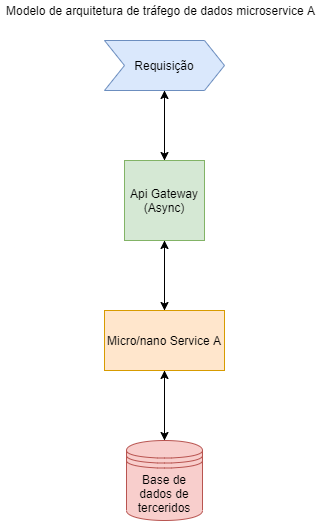 Modelo de arquitetura de tráfego de dados microservice A
Requisição
Api Gateway
(Async)
Micro/nano Service A
Base de
dados de
terceridos